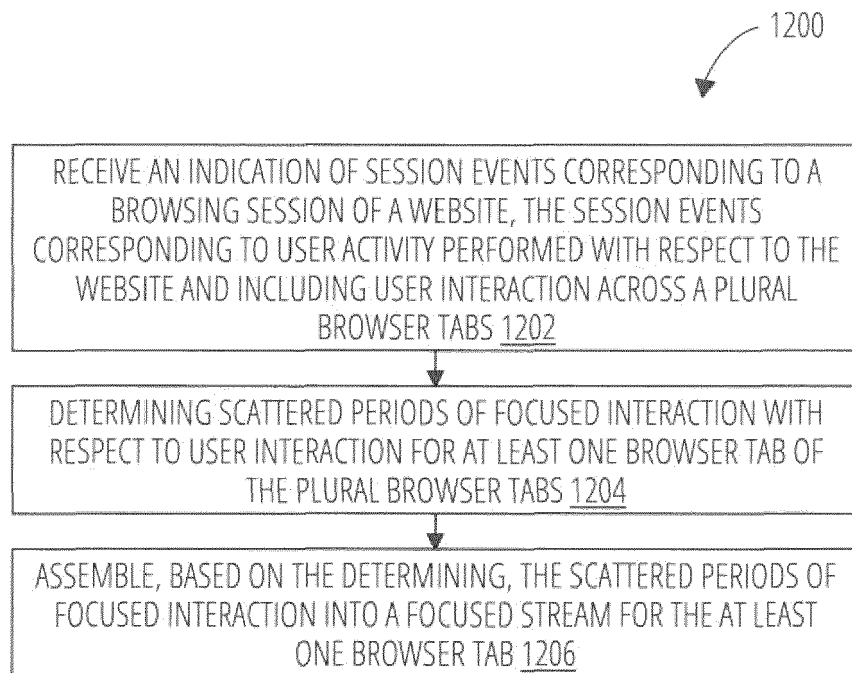 1200
RECEIVE AN INDICATION OF SESSION EVENTS CORRESPONDING TO A
BROWSING SESSION OF A WEBSITE, THE SESSION EVENTS
CORRESPONDING TO USER ACTIVITY PERFORMED WITH RESPECT TO THE
WEBSITE AND INCLUDING USER INTERACTION ACROSS A PLURAL
BROWSER TABS 1202
DETERMINING SCATTERED PERIODS OF FOCUSED INTERACTION WITH
RESPECT TO USER INTERACTION FOR AT LEAST ONE BROWSER TAB OF
THE PLURAL BROWSER TABS 1204
ASSEMBLE, BASED ON THE DETERMINING, THE SCATTERED PERIODS OF
FOCUSED INTERACTION INTO A FOCUSED STREAM FOR THE AT LEAST
ONE BROWSER TAB 1206